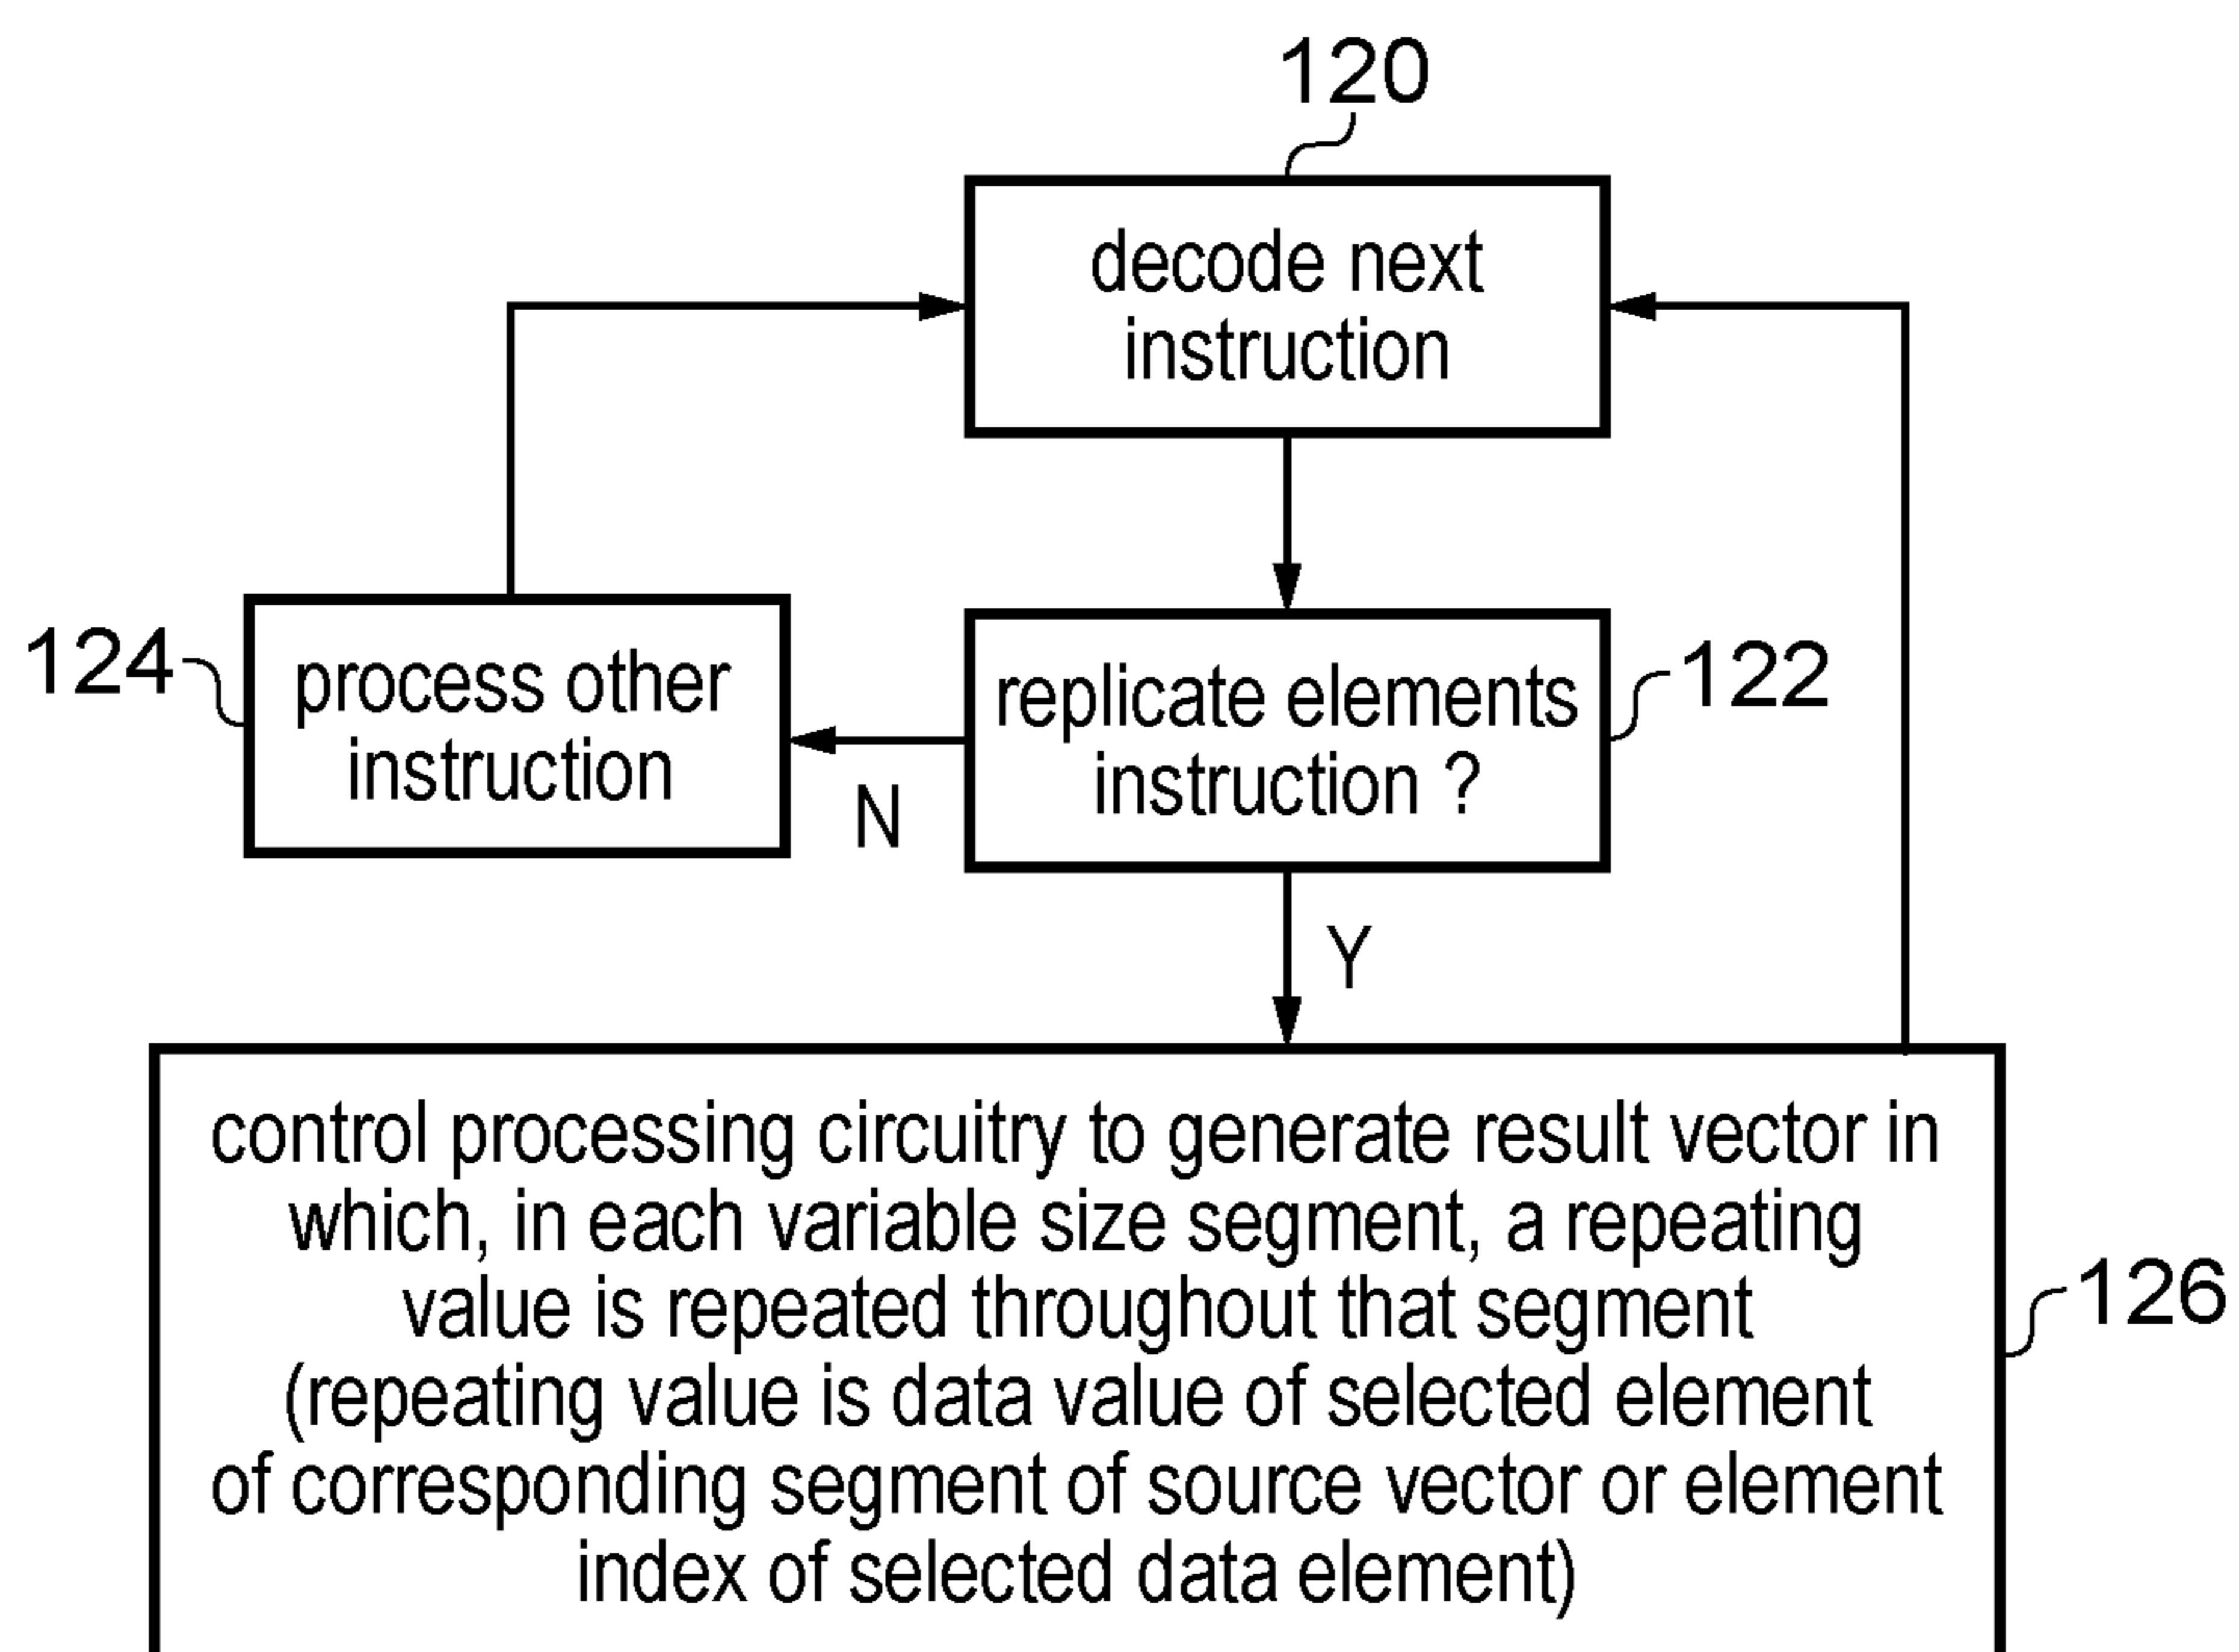 120
decode next
instruction
124
process other
instruction
replicate elements
instruction ?
122
N
Y
control processing circuitry to generate result vector in
which, in each variable size segment, a repeating
value is repeated throughout that segment
(repeating value is data value of selected element
of corresponding segment of source vector or element
index of selected data element)
126